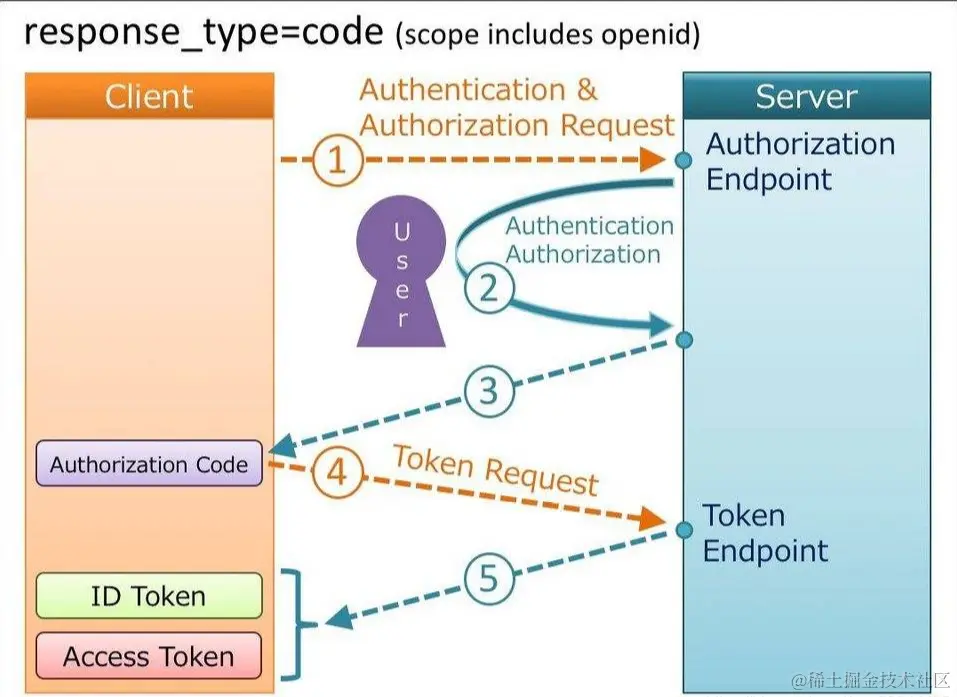 response_type=code (scope includes openid)
Client
Authentication &
Authorization Request
Server
1
Authorization
Endpoint
User
Authentication
Authorization
2
3
Authorization Code
4
Token Request
Token
Endpoint
5
ID Token
Access Token
@稀土掘金技术社区